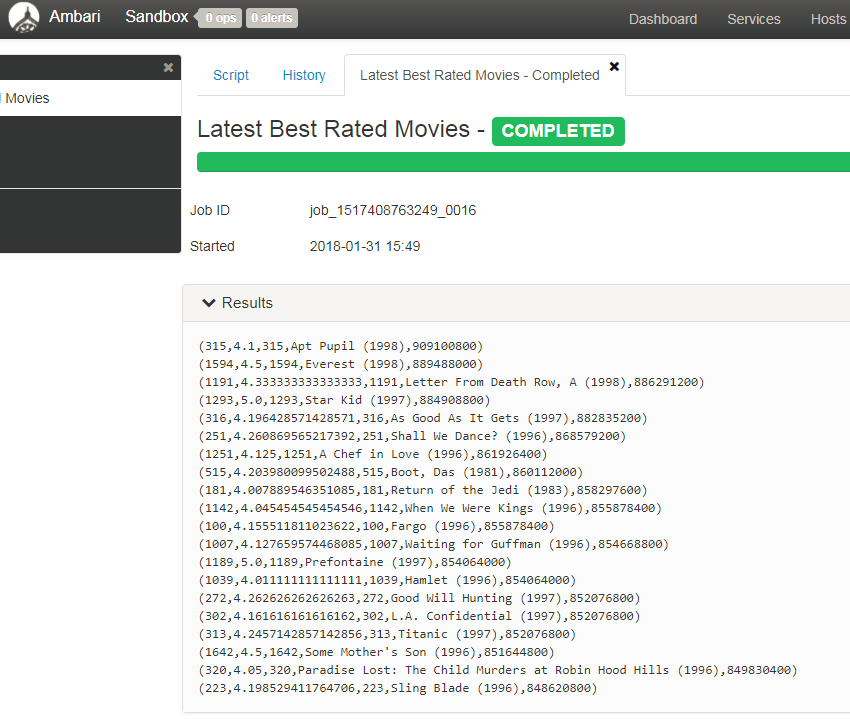 Ambari Sandbox 0 ops 0 alerts Dashboard Services Hosts
Movies
Script History Latest Best Rated Movies - Completed
Latest Best Rated Movies - COMPLETED
Job ID job_1517408763249_0016
Started 2018-01-31 15:49
Results
(315,4.1,315,Apt Pupil (1998),909100800)
(1594,4.5,1594,Everest (1998),889488000)
(1191,4.333333333333333,1191,Letter From Death Row, A (1998),886291200)
(1293,5.0,1293,Star Kid (1997),884908800)
(316,4.196428571428571,316,As Good As It Gets (1997),882835200)
(251,4.260869565217392,251,Shall We Dance? (1996),868579200)
(1251,4.125,1251,A Chef in Love (1996),861926400)
(515,4.203980099502488,515,Boot, Das (1981),860112000)
(181,4.007889546351085,181,Return of the Jedi (1983),858297600)
(1142,4.045454545454546,1142,When We Were Kings (1996),855878400)
(100,4.155511811023622,100,Fargo (1996),855878400)
(1007,4.127659574468085,1007,Waiting for Guffman (1996),854668800)
(1189,5.0,1189,Prefontaine (1997),854064000)
(1039,4.011111111111111,1039,Hamlet (1996),854064000)
(272,4.262626262626263,272,Good Will Hunting (1997),852076800)
(302,4.161616161616162,302,L.A. Confidential (1997),852076800)
(313,4.2457142857142856,313,Titanic (1997),852076800)
(1642,4.5,1642,Some Mother's Son (1996),851644800)
(320,4.05,320,Paradise Lost: The Child Murders at Robin Hood Hills (1996),849830400)
(223,4.198529411764706,223,Sling Blade (1996),848620800)